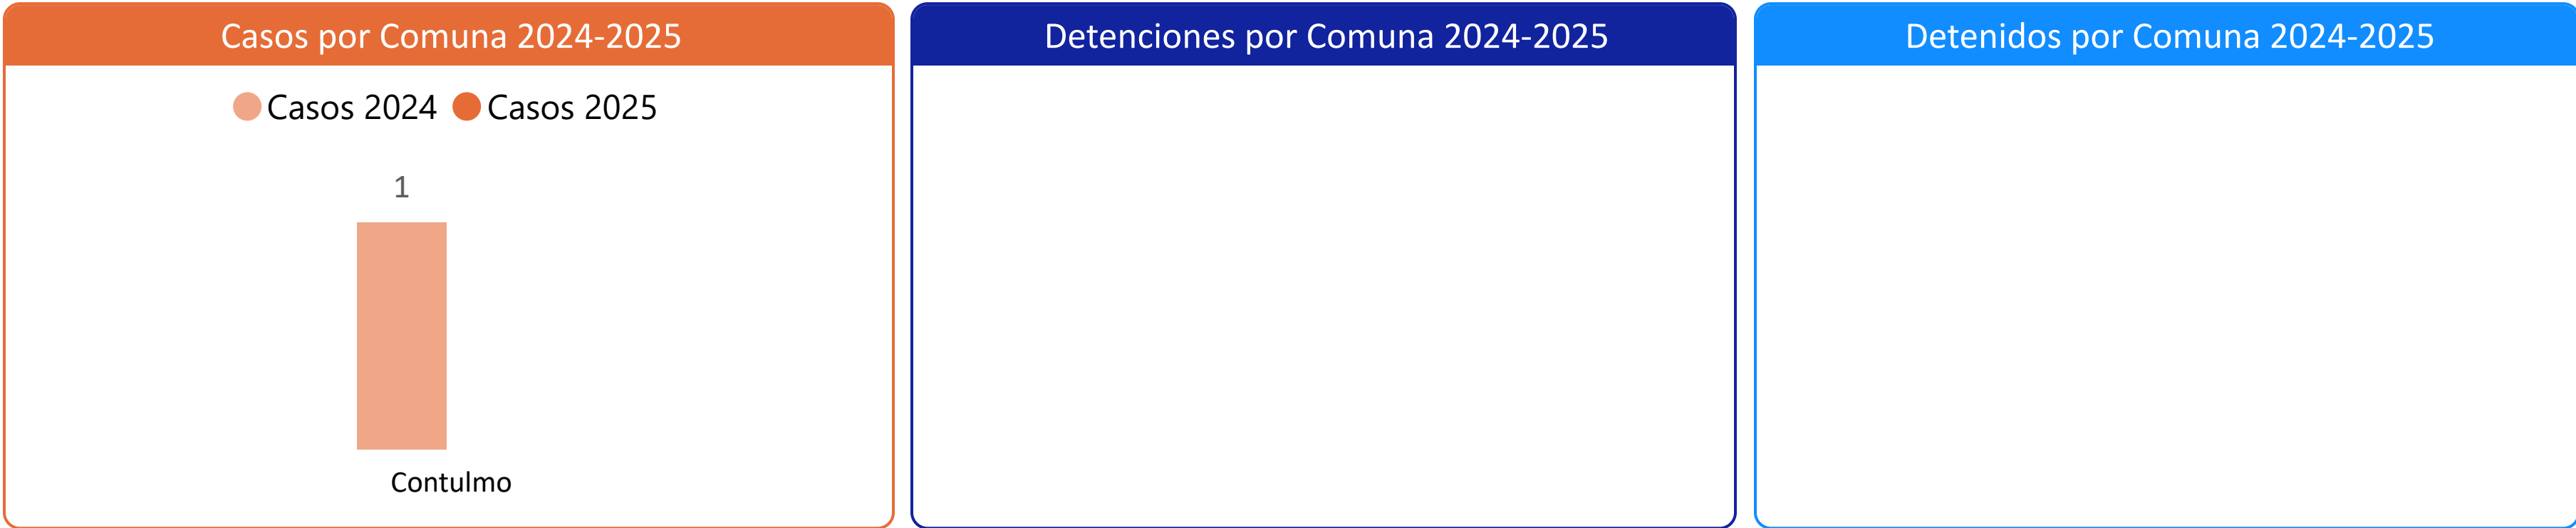 Casos por Comuna 2024-2025
Casos 2024 Casos 2025
1
Contulmo
Detenciones por Comuna 2024-2025
Detenidos por Comuna 2024-2025